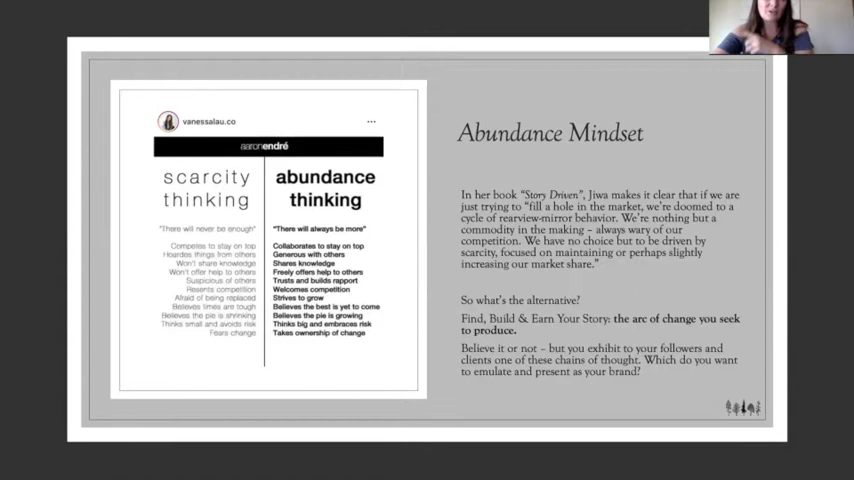 vanessalau.co
...
aaronendré
scarcity
thinking
"There will never be enough"
Competes to stay on top
Hoardes things from others
Won't share knowledge
Won't offer help to others
Suspicious of others
Resents competition
Afraid of being replaced
Believes times are tough
Believes the pie is shrinking
Thinks small and avoids risk
Fears change
abundance
thinking
"There will always be more"
Collaborates to stay on top
Generous with others
Shares knowledge
Freely offers help to others
Trusts and builds rapport
Welcomes competition
Strives to grow
Believes the best is yet to come
Believes the pie is growing
Thinks big and embraces risk
Takes ownership of change
Abundance Mindset
In her book “Story Driven”, Jiwa makes it clear that if we are
just trying to “fill a hole in the market, we’re doomed to a
cycle of rearview-mirror behavior. We’re nothing but a
commodity in the making – always wary of our
competition. We have no choice but to be driven by
scarcity, focused on maintaining or perhaps slightly
increasing our market share.”
So what’s the alternative?
Find, Build & Earn Your Story: the arc of change you seek
to produce.
Believe it or not – but you exhibit to your followers and
clients one of these chains of thought. Which do you want
to emulate and present as your brand?